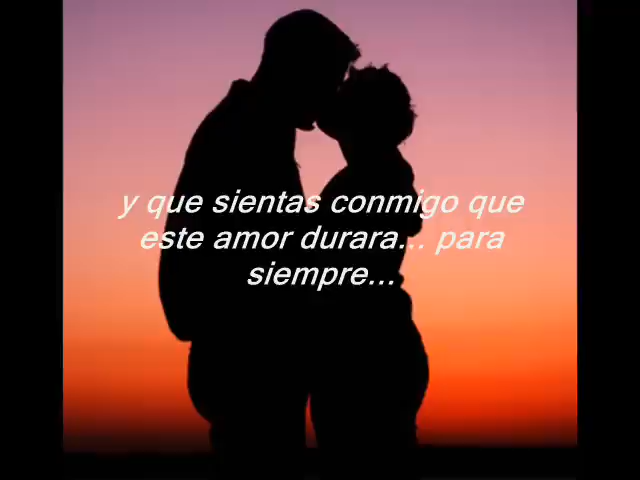 y que sientas conmigo que
este amor durara... para
siempre...